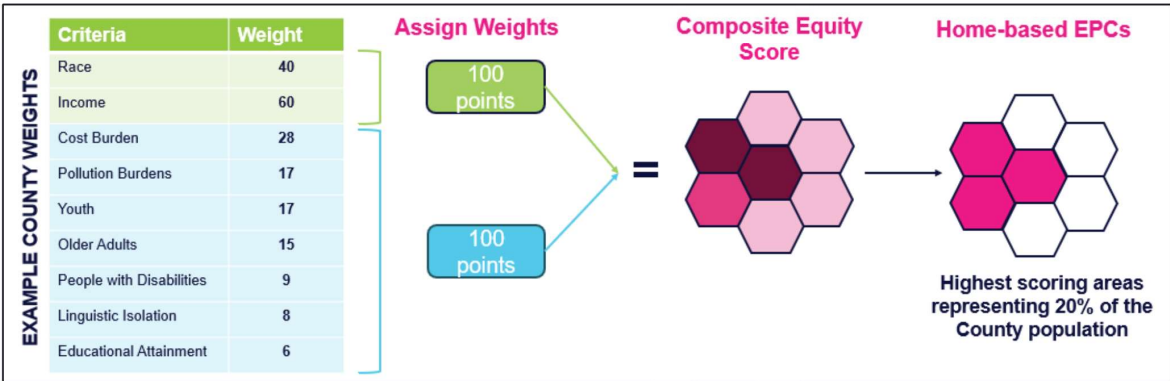 EXAMPLE COUNTY WEIGHTS
Criteria Weight
Race 40
Income 60
Cost Burden 28
Pollution Burdens 17
Youth 17
Older Adults 15
People with Disabilities 9
Linguistic Isolation 8
Educational Attainment 6
Assign Weights
100
points
100
points
=
Composite Equity
Score
Home-based EPCs
Highest scoring areas
representing 20% of the
County population